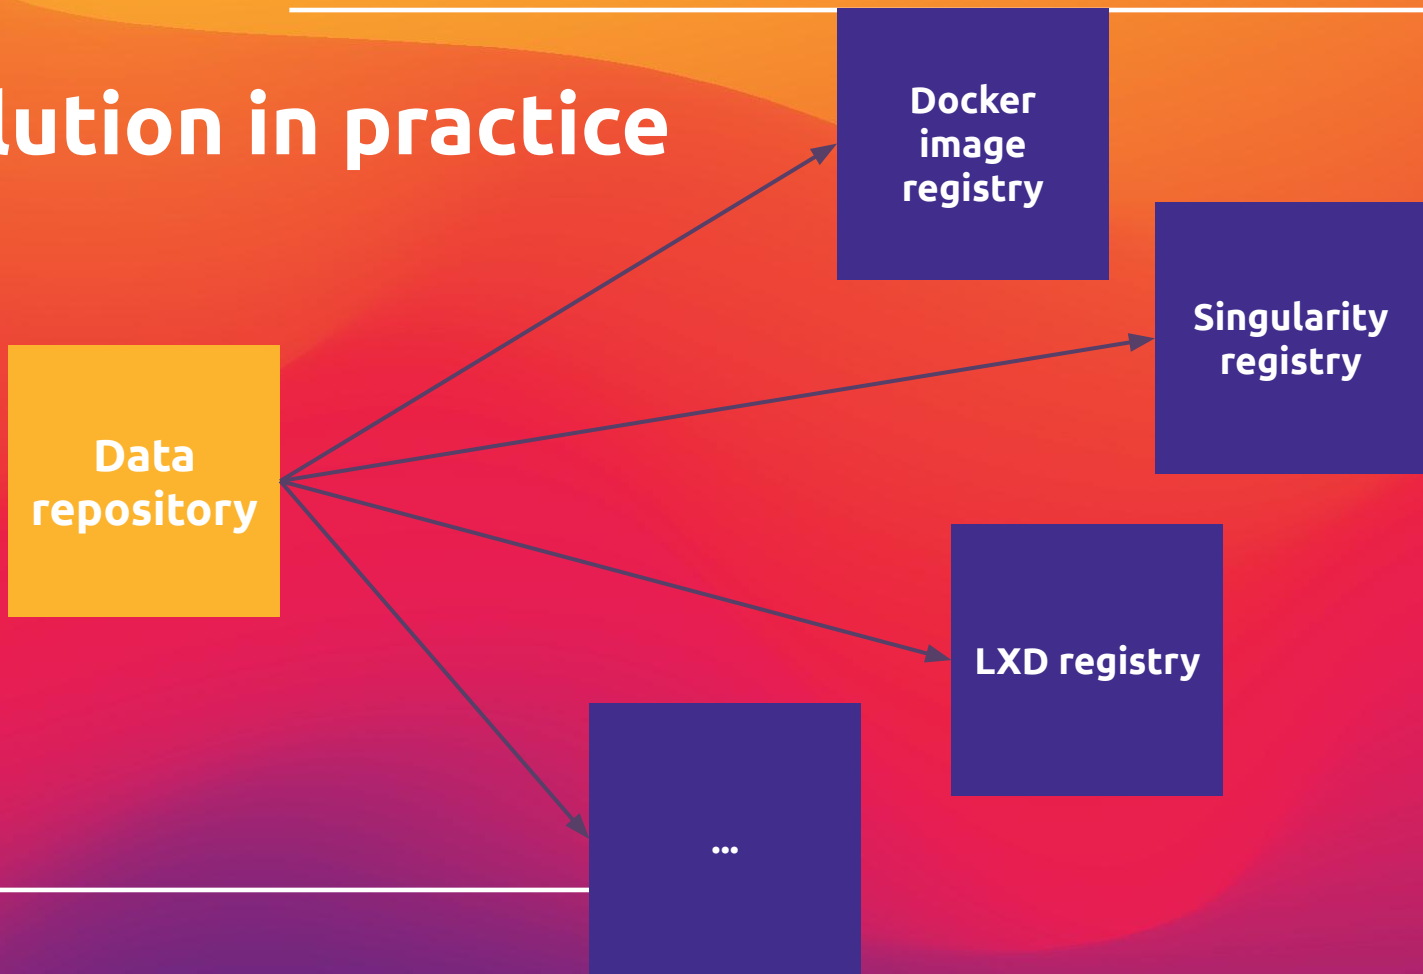 lution in practice
Docker
image
registry
Singularity
registry
Data
repository
LXD registry
...